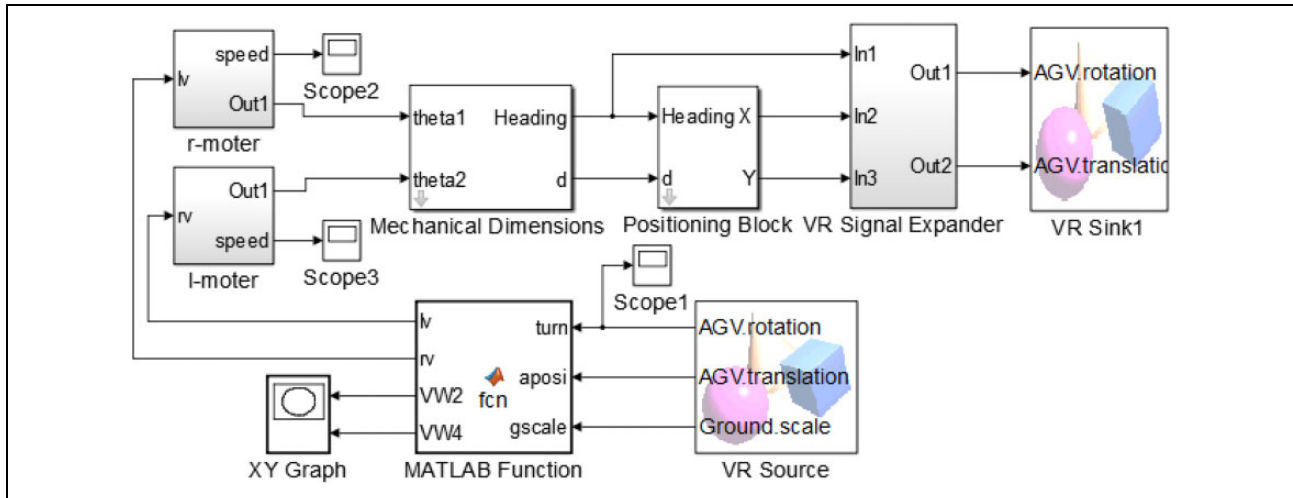 speed
lv
Out1
r-moter
Scope2
Out1
rv
speed
l-moter
Scope3
theta1
Heading
theta2
d
Mechanical Dimensions
Heading X
d
Y
Positioning Block
In1
In2
In3
Out1
Out2
VR Signal Expander
AGV.rotation
AGV.translatic
VR Sink1
Scope1
lv
turn
rv
aposi
VW2
fcn
VW4
gscale
MATLAB Function
XY Graph
AGV.rotation
AGV.translation
Ground.scale
VR Source